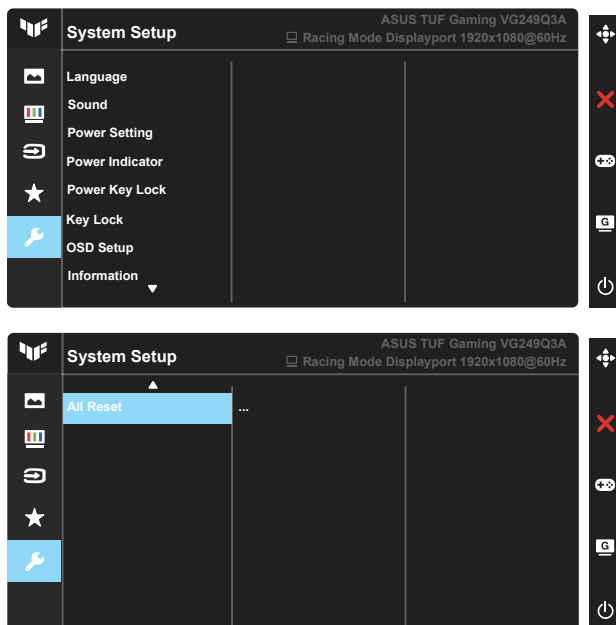 System Setup
ASUS TUF Gaming VG249Q3A
Racing Mode Displayport 1920x1080@60Hz
Language
Sound
Power Setting
Power Indicator
Power Key Lock
Key Lock
OSD Setup
Information
G
System Setup
ASUS TUF Gaming VG249Q3A
Racing Mode Displayport 1920x1080@60Hz
All Reset ...
G